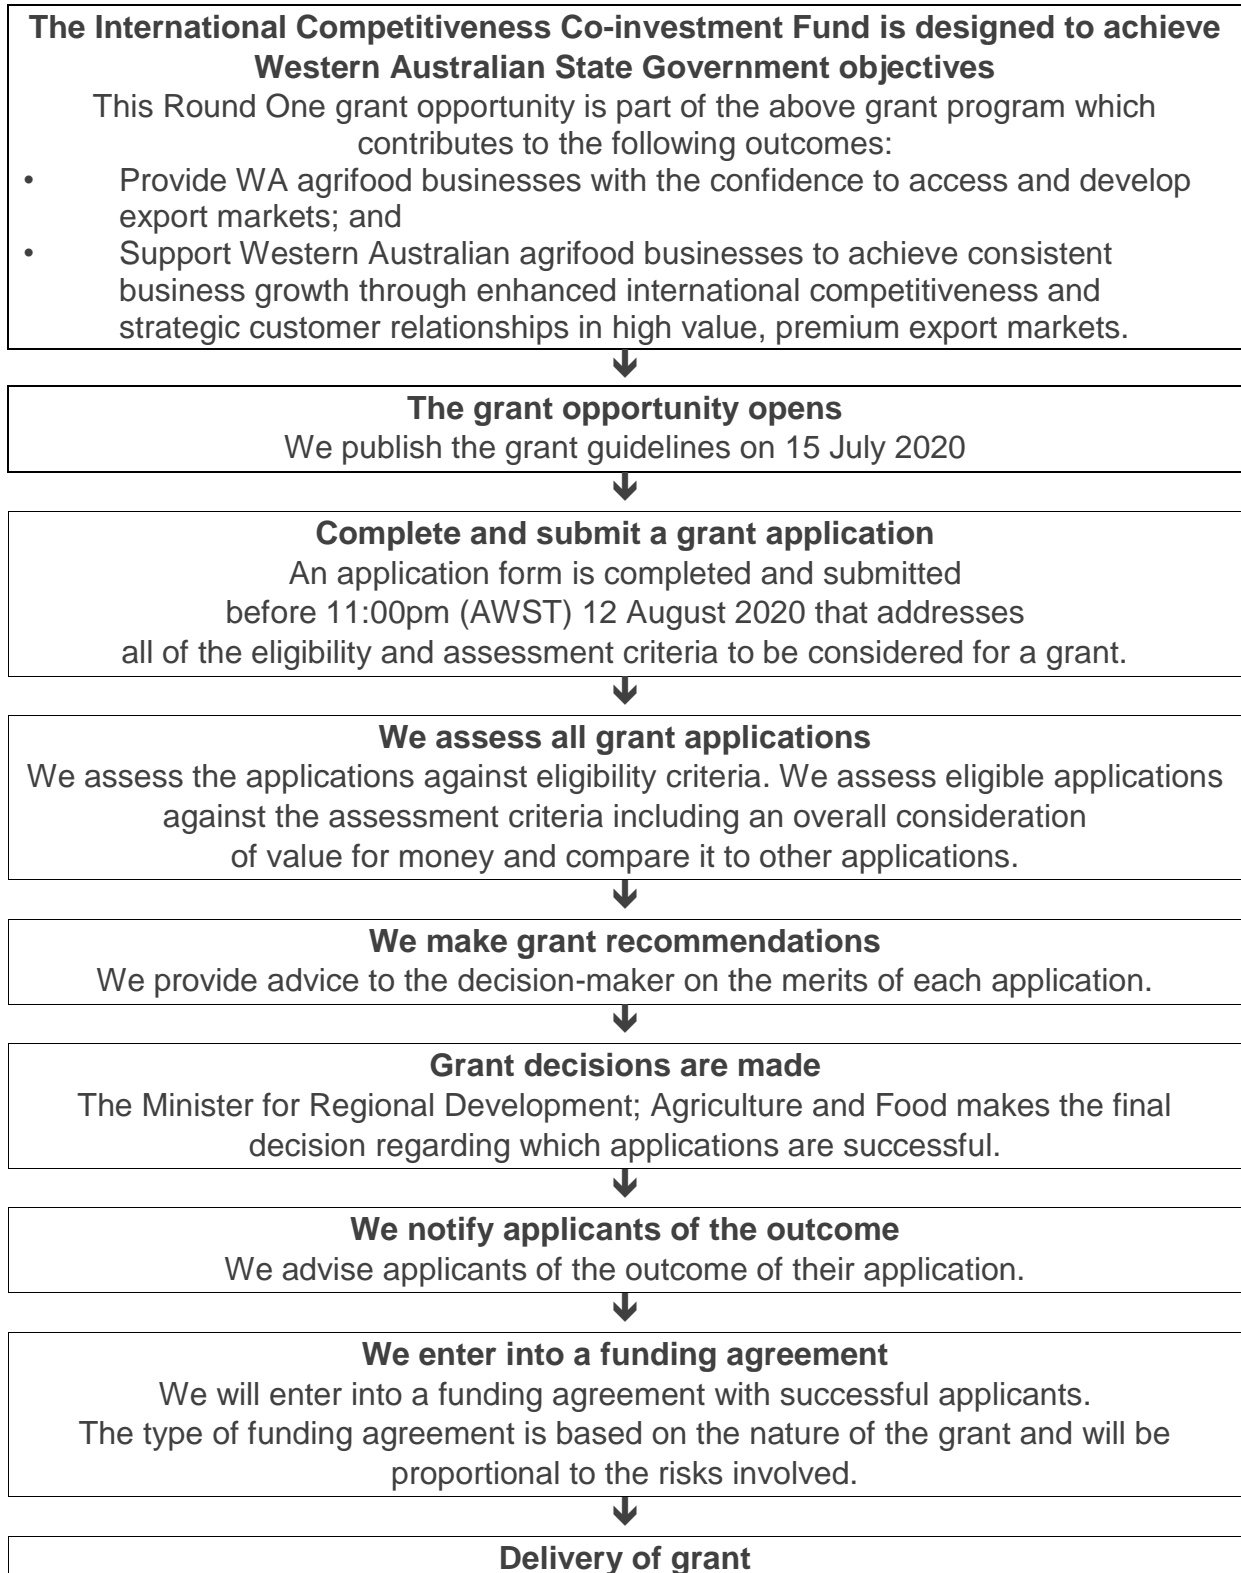 The International Competitiveness Co-investment Fund is designed to achieve
Western Australian State Government objectives
This Round One grant opportunity is part of the above grant program which
contributes to the following outcomes:
• Provide WA agrifood businesses with the confidence to access and develop
export markets; and
• Support Western Australian agrifood businesses to achieve consistent
business growth through enhanced international competitiveness and
strategic customer relationships in high value, premium export markets.
The grant opportunity opens
We publish the grant guidelines on 15 July 2020
Complete and submit a grant application
An application form is completed and submitted
before 11:00pm (AWST) 12 August 2020 that addresses
all of the eligibility and assessment criteria to be considered for a grant.
We assess all grant applications
We assess the applications against eligibility criteria. We assess eligible applications
against the assessment criteria including an overall consideration
of value for money and compare it to other applications.
We make grant recommendations
We provide advice to the decision-maker on the merits of each application.
Grant decisions are made
The Minister for Regional Development; Agriculture and Food makes the final
decision regarding which applications are successful.
We notify applicants of the outcome
We advise applicants of the outcome of their application.
We enter into a funding agreement
We will enter into a funding agreement with successful applicants.
The type of funding agreement is based on the nature of the grant and will be
proportional to the risks involved.
Delivery of grant